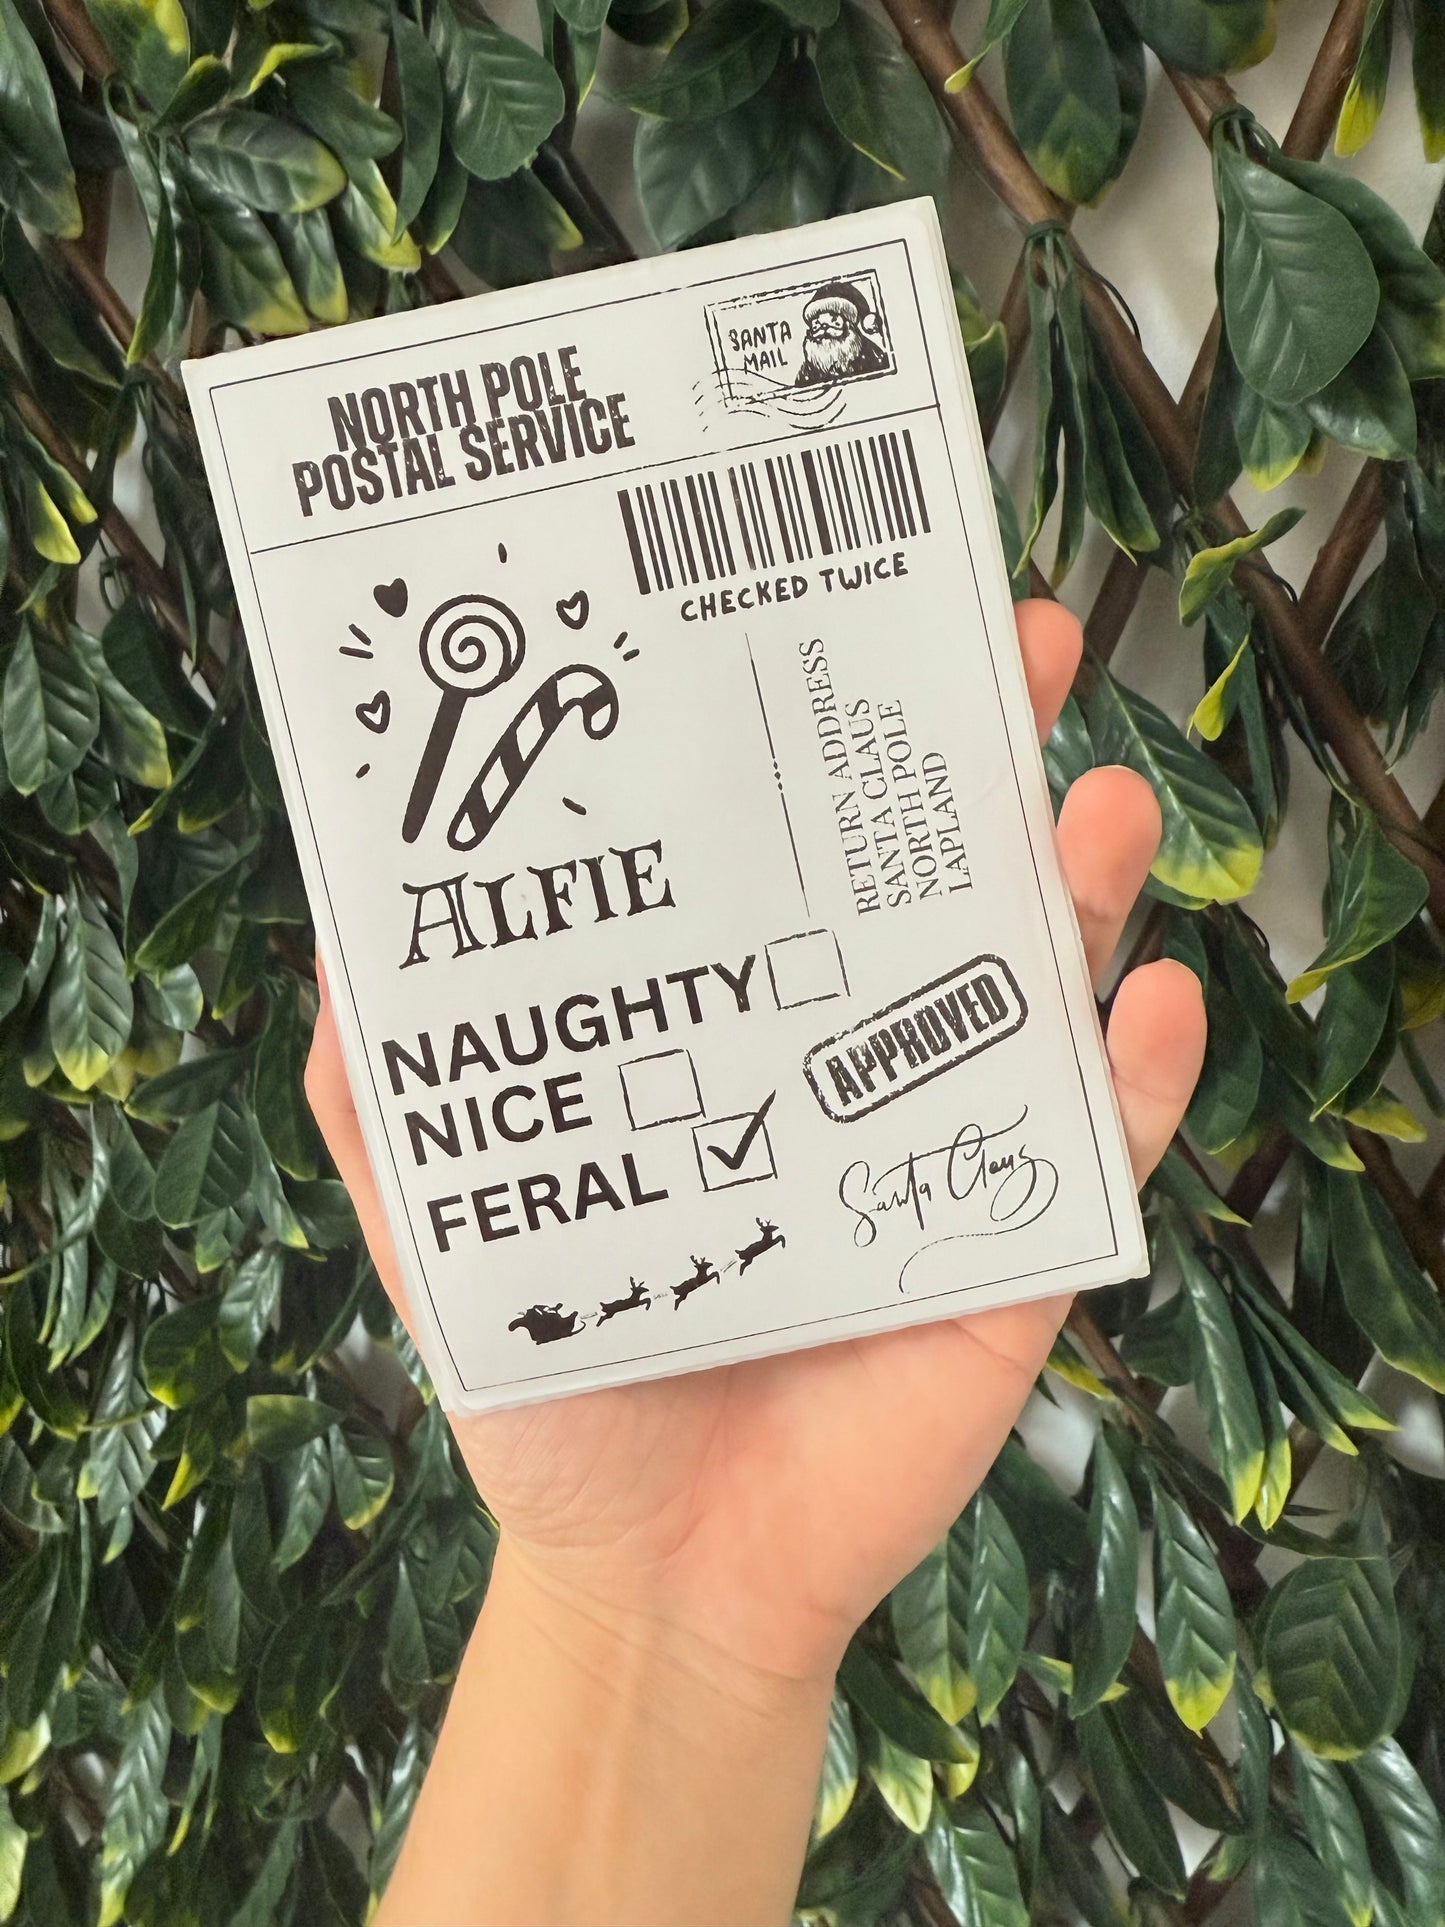 NORTH POLE
POSTAL SERVICE
SANTA
MAIL
CHECKED TWICE
RETURN ADDRESS
SANTA CLAUS
NORTH POLE
LAPLAND
ALFIE
NAUGHTY
NICE
FERAL
APPROVED
Santa Claus